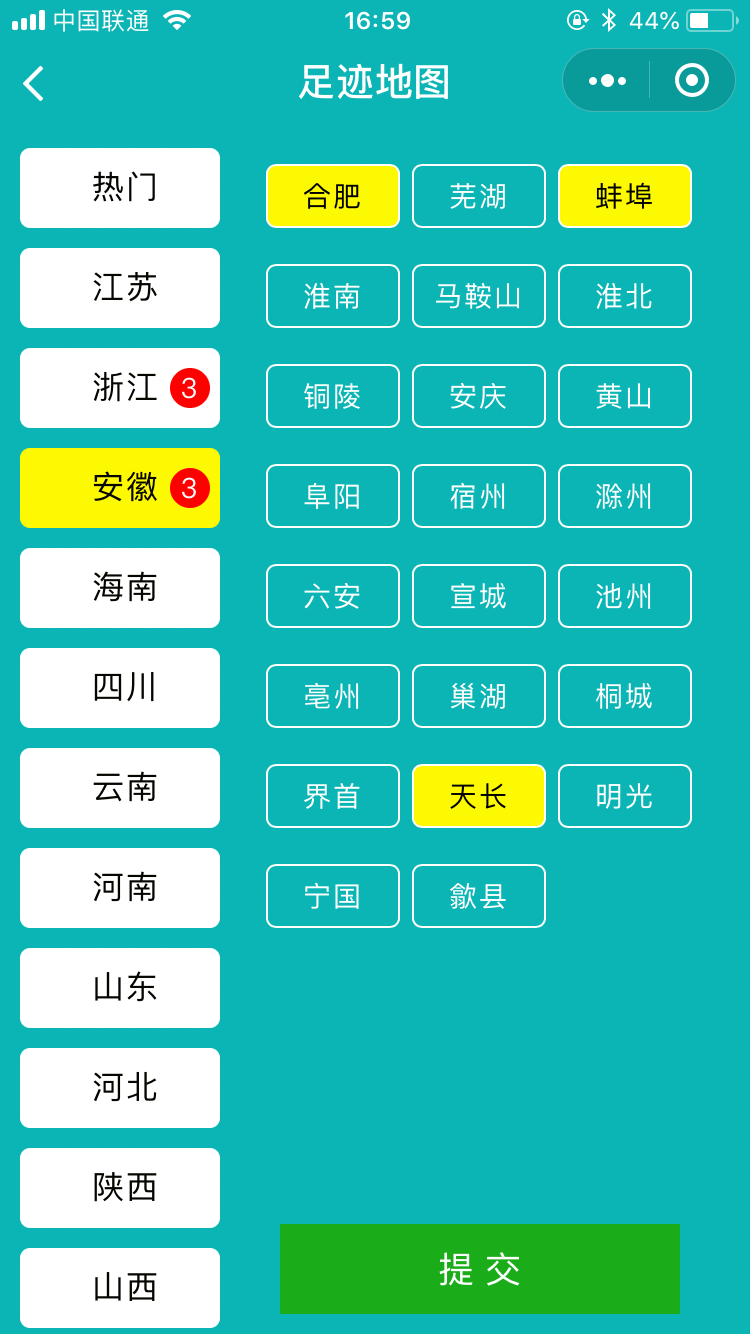 中国联通 16:59 44%
足迹地图
热门
江苏
浙江 3
安徽 3
海南
四川
云南
河南
山东
河北
陕西
山西
合肥 芜湖 蚌埠
淮南 马鞍山 淮北
铜陵 安庆 黄山
阜阳 宿州 滁州
六安 宣城 池州
亳州 巢湖 桐城
界首 天长 明光
宁国 歙县
提 交